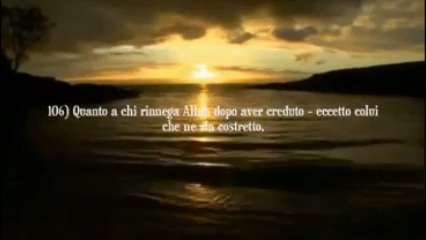 106) Quanto a chi rinnega Allah dopo aver creduto - eccetto colui
che ne sia costretto,